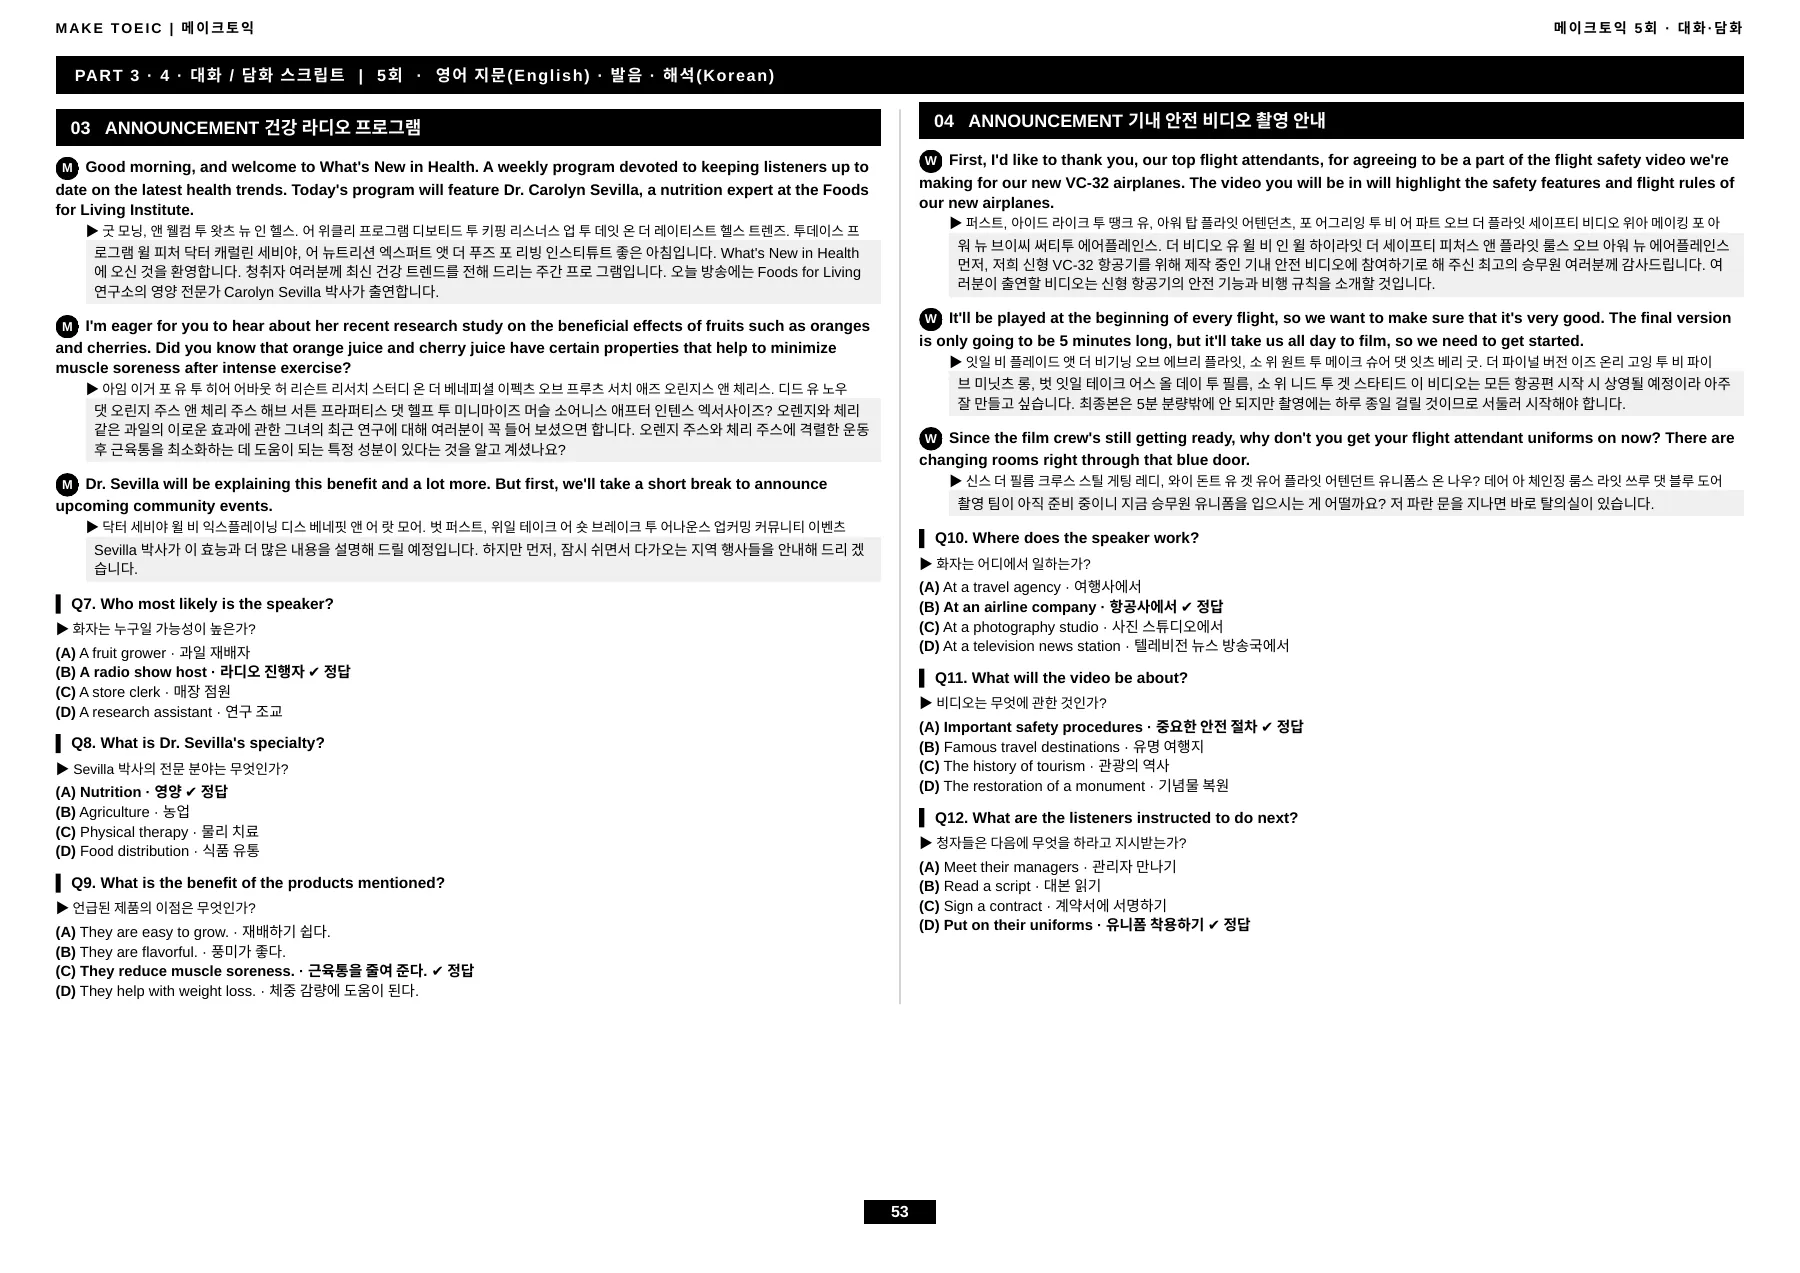 MAKE TOEIC | 메이크토익
메이크토익 5회 · 대화·담화
PART 3 · 4 · 대화 / 담화 스크립트 | 5회 · 영어 지문(English) · 발음 · 해석(Korean)
03 ANNOUNCEMENT 건강 라디오 프로그램
M Good morning, and welcome to What's New in Health. A weekly program devoted to keeping listeners up to
date on the latest health trends. Today's program will feature Dr. Carolyn Sevilla, a nutrition expert at the Foods
for Living Institute.
▶ 굿 모닝, 앤 웰컴 투 왓츠 뉴 인 헬스. 어 위클리 프로그램 디보티드 투 키핑 리스너스 업 투 데잇 온 더 레이티스트 헬스 트렌즈. 투데이스 프
로그램 윌 피처 닥터 캐럴린 세비야, 어 뉴트리션 엑스퍼트 앳 더 푸즈 포 리빙 인스티튜트 좋은 아침입니다. What's New in Health
에 오신 것을 환영합니다. 청취자 여러분께 최신 건강 트렌드를 전해 드리는 주간 프로 그램입니다. 오늘 방송에는 Foods for Living
연구소의 영양 전문가 Carolyn Sevilla 박사가 출연합니다.
M I'm eager for you to hear about her recent research study on the beneficial effects of fruits such as oranges
and cherries. Did you know that orange juice and cherry juice have certain properties that help to minimize
muscle soreness after intense exercise?
▶ 아임 이거 포 유 투 히어 어바웃 허 리슨트 리서치 스터디 온 더 베네피셜 이펙츠 오브 프루츠 서치 애즈 오린지스 앤 체리스. 디드 유 노우
댓 오린지 주스 앤 체리 주스 해브 서튼 프라퍼티스 댓 헬프 투 미니마이즈 머슬 소어니스 애프터 인텐스 엑서사이즈? 오렌지와 체리
같은 과일의 이로운 효과에 관한 그녀의 최근 연구에 대해 여러분이 꼭 들어 보셨으면 합니다. 오렌지 주스와 체리 주스에 격렬한 운동
후 근육통을 최소화하는 데 도움이 되는 특정 성분이 있다는 것을 알고 계셨나요?
M Dr. Sevilla will be explaining this benefit and a lot more. But first, we'll take a short break to announce
upcoming community events.
▶ 닥터 세비야 윌 비 익스플레이닝 디스 베네핏 앤 어 랏 모어. 벗 퍼스트, 위일 테이크 어 숏 브레이크 투 어나운스 업커밍 커뮤니티 이벤츠
Sevilla 박사가 이 효능과 더 많은 내용을 설명해 드릴 예정입니다. 하지만 먼저, 잠시 쉬면서 다가오는 지역 행사들을 안내해 드리 겠
습니다.
Q7. Who most likely is the speaker?
▶ 화자는 누구일 가능성이 높은가?
(A) A fruit grower · 과일 재배자
(B) A radio show host · 라디오 진행자 ✔ 정답
(C) A store clerk · 매장 점원
(D) A research assistant · 연구 조교
Q8. What is Dr. Sevilla's specialty?
▶ Sevilla 박사의 전문 분야는 무엇인가?
(A) Nutrition · 영양 ✔ 정답
(B) Agriculture · 농업
(C) Physical therapy · 물리 치료
(D) Food distribution · 식품 유통
Q9. What is the benefit of the products mentioned?
▶ 언급된 제품의 이점은 무엇인가?
(A) They are easy to grow. · 재배하기 쉽다.
(B) They are flavorful. · 풍미가 좋다.
(C) They reduce muscle soreness. · 근육통을 줄여 준다. ✔ 정답
(D) They help with weight loss. · 체중 감량에 도움이 된다.
04 ANNOUNCEMENT 기내 안전 비디오 촬영 안내
W First, I'd like to thank you, our top flight attendants, for agreeing to be a part of the flight safety video we're
making for our new VC-32 airplanes. The video you will be in will highlight the safety features and flight rules of
our new airplanes.
▶ 퍼스트, 아이드 라이크 투 땡크 유, 아워 탑 플라잇 어텐던츠, 포 어그리잉 투 비 어 파트 오브 더 플라잇 세이프티 비디오 위아 메이킹 포 아
워 뉴 브이씨 써티투 에어플레인스. 더 비디오 유 윌 비 인 윌 하이라잇 더 세이프티 피처스 앤 플라잇 룰스 오브 아워 뉴 에어플레인스
먼저, 저희 신형 VC-32 항공기를 위해 제작 중인 기내 안전 비디오에 참여하기로 해 주신 최고의 승무원 여러분께 감사드립니다. 여
러분이 출연할 비디오는 신형 항공기의 안전 기능과 비행 규칙을 소개할 것입니다.
W It'll be played at the beginning of every flight, so we want to make sure that it's very good. The final version
is only going to be 5 minutes long, but it'll take us all day to film, so we need to get started.
▶ 잇일 비 플레이드 앳 더 비기닝 오브 에브리 플라잇, 소 위 원트 투 메이크 슈어 댓 잇츠 베리 굿. 더 파이널 버전 이즈 온리 고잉 투 비 파이
브 미닛츠 롱, 벗 잇일 테이크 어스 올 데이 투 필름, 소 위 니드 투 겟 스타티드 이 비디오는 모든 항공편 시작 시 상영될 예정이라 아주
잘 만들고 싶습니다. 최종본은 5분 분량밖에 안 되지만 촬영에는 하루 종일 걸릴 것이므로 서둘러 시작해야 합니다.
W Since the film crew's still getting ready, why don't you get your flight attendant uniforms on now? There are
changing rooms right through that blue door.
▶ 신스 더 필름 크루스 스틸 게팅 레디, 와이 돈트 유 겟 유어 플라잇 어텐던트 유니폼스 온 나우? 데어 아 체인징 룸스 라잇 쓰루 댓 블루 도어
촬영 팀이 아직 준비 중이니 지금 승무원 유니폼을 입으시는 게 어떨까요? 저 파란 문을 지나면 바로 탈의실이 있습니다.
Q10. Where does the speaker work?
▶ 화자는 어디에서 일하는가?
(A) At a travel agency · 여행사에서
(B) At an airline company · 항공사에서 ✔ 정답
(C) At a photography studio · 사진 스튜디오에서
(D) At a television news station · 텔레비전 뉴스 방송국에서
Q11. What will the video be about?
▶ 비디오는 무엇에 관한 것인가?
(A) Important safety procedures · 중요한 안전 절차 ✔ 정답
(B) Famous travel destinations · 유명 여행지
(C) The history of tourism · 관광의 역사
(D) The restoration of a monument · 기념물 복원
Q12. What are the listeners instructed to do next?
▶ 청자들은 다음에 무엇을 하라고 지시받는가?
(A) Meet their managers · 관리자 만나기
(B) Read a script · 대본 읽기
(C) Sign a contract · 계약서에 서명하기
(D) Put on their uniforms · 유니폼 착용하기 ✔ 정답
53